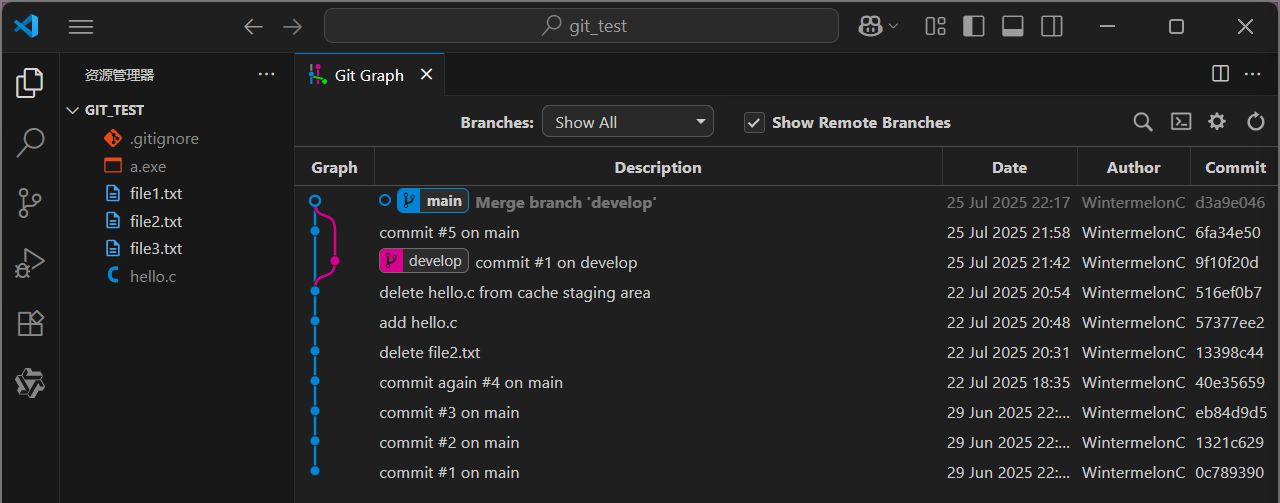 git_test
资源管理器
Git Graph
GIT_TEST
.gitignore
a.exe
file1.txt
file2.txt
file3.txt
hello.c
Branches: Show All Show Remote Branches
Graph Description Date Author Commit
main Merge branch 'develop' 25 Jul 2025 22:17 WintermelonC d3a9e046
commit #5 on main 25 Jul 2025 21:58 WintermelonC 6fa34e50
develop commit #1 on develop 25 Jul 2025 21:42 WintermelonC 9f10f20d
delete hello.c from cache staging area 22 Jul 2025 20:54 WintermelonC 516ef0b7
add hello.c 22 Jul 2025 20:48 WintermelonC 57377ee2
delete file2.txt 22 Jul 2025 20:31 WintermelonC 13398c44
commit again #4 on main 22 Jul 2025 18:35 WintermelonC 40e35659
commit #3 on main 29 Jun 2025 22:... WintermelonC eb84d9d5
commit #2 on main 29 Jun 2025 22:... WintermelonC 1321c629
commit #1 on main 29 Jun 2025 22:... WintermelonC 0c789390